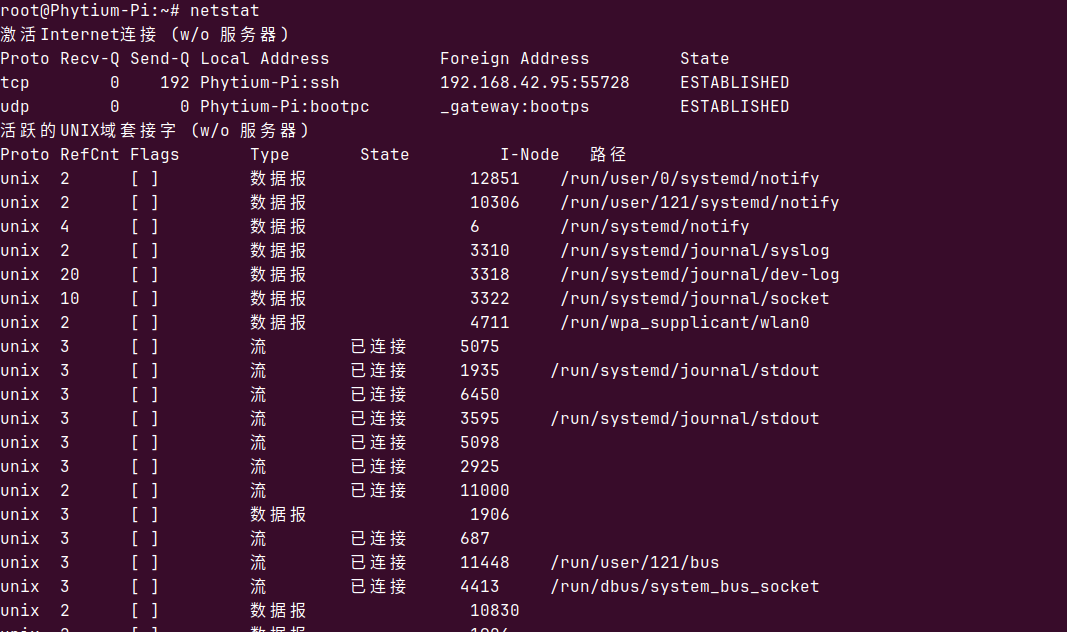 root@Phytium-Pi:~# netstat
激活Internet连接 (w/o 服务器)
Proto Recv-Q Send-Q Local Address           Foreign Address         State
tcp        0    192 Phytium-Pi:ssh          192.168.42.95:55728     ESTABLISHED
udp        0      0 Phytium-Pi:bootpc       _gateway:bootps         ESTABLISHED
活跃的UNIX域套接字 (w/o 服务器)
Proto RefCnt Flags       Type       State         I-Node   路径
unix  2      [ ]         数据报                12851    /run/user/0/systemd/notify
unix  2      [ ]         数据报                10306    /run/user/121/systemd/notify
unix  4      [ ]         数据报                6        /run/systemd/notify
unix  2      [ ]         数据报                3310     /run/systemd/journal/syslog
unix  20     [ ]         数据报                3318     /run/systemd/journal/dev-log
unix  10     [ ]         数据报                3322     /run/systemd/journal/socket
unix  2      [ ]         数据报                4711     /run/wpa_supplicant/wlan0
unix  3      [ ]         流        已连接     5075
unix  3      [ ]         流        已连接     1935     /run/systemd/journal/stdout
unix  3      [ ]         流        已连接     6450
unix  3      [ ]         流        已连接     3595     /run/systemd/journal/stdout
unix  3      [ ]         流        已连接     5098
unix  3      [ ]         流        已连接     2925
unix  2      [ ]         流        已连接     11000
unix  3      [ ]         数据报                1906
unix  3      [ ]         流        已连接     687
unix  3      [ ]         流        已连接     11448    /run/user/121/bus
unix  3      [ ]         流        已连接     4413     /run/dbus/system_bus_socket
unix  2      [ ]         数据报                10830